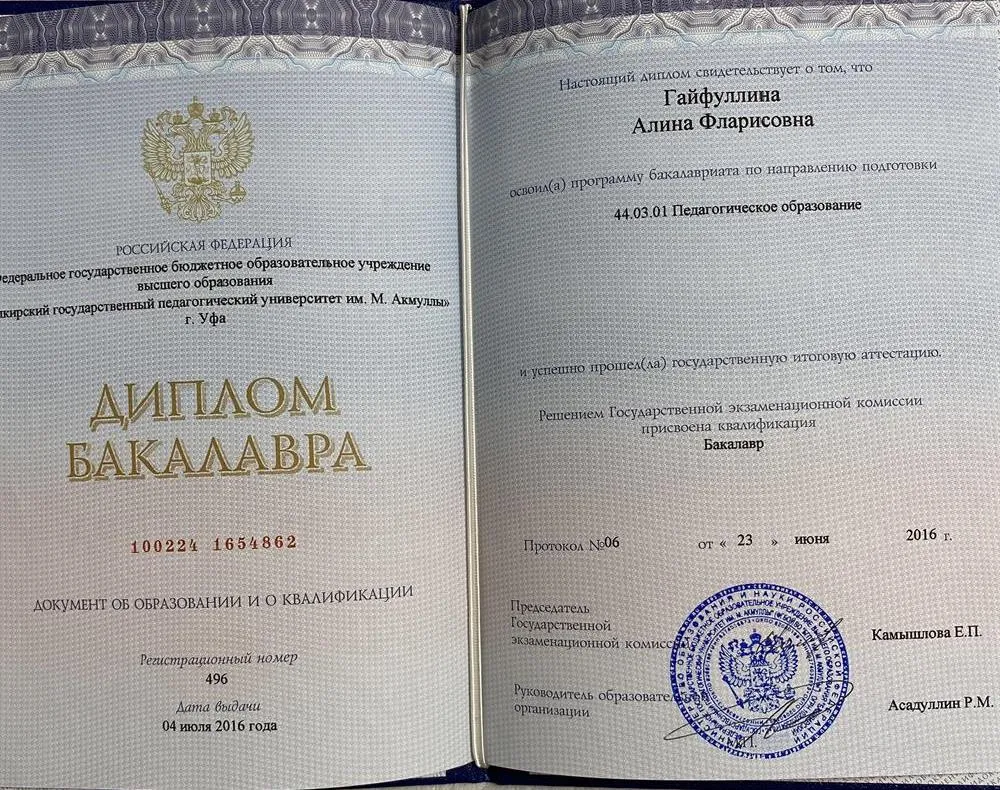 РОССИЙСКАЯ ФЕДЕРАЦИЯ
едеральное государственное бюджетное образовательное учреждение
высшего образования
кирский государственный педагогический университет им. М. Акмуллы»
г. Уфа
ДИПЛОМ
БАКАЛАВРА
100224 1654862
ДОКУМЕНТ ОБ ОБРАЗОВАНИИ И О КВАЛИФИКАЦИИ
Регистрационный номер
496
Дата выдачи
04 июля 2016 года
Настоящий диплом свидетельствует о том, что
Гайфуллина
Алина Фларисовна
освоил(а) программу бакалавриата по направлению подготовки
44.03.01 Педагогическое образование
и успешно прошел(ла) государственную итоговую аттестацию.
Решением Государственной экзаменационной комиссии
присвоена квалификация
Бакалавр
Протокол №06 от « 23 » июня 2016 г.
Председатель
Государственной
экзаменационной комисс
Камышлова Е.П.
Руководитель образовател
организации
Асадуллин Р.М.
М.П.